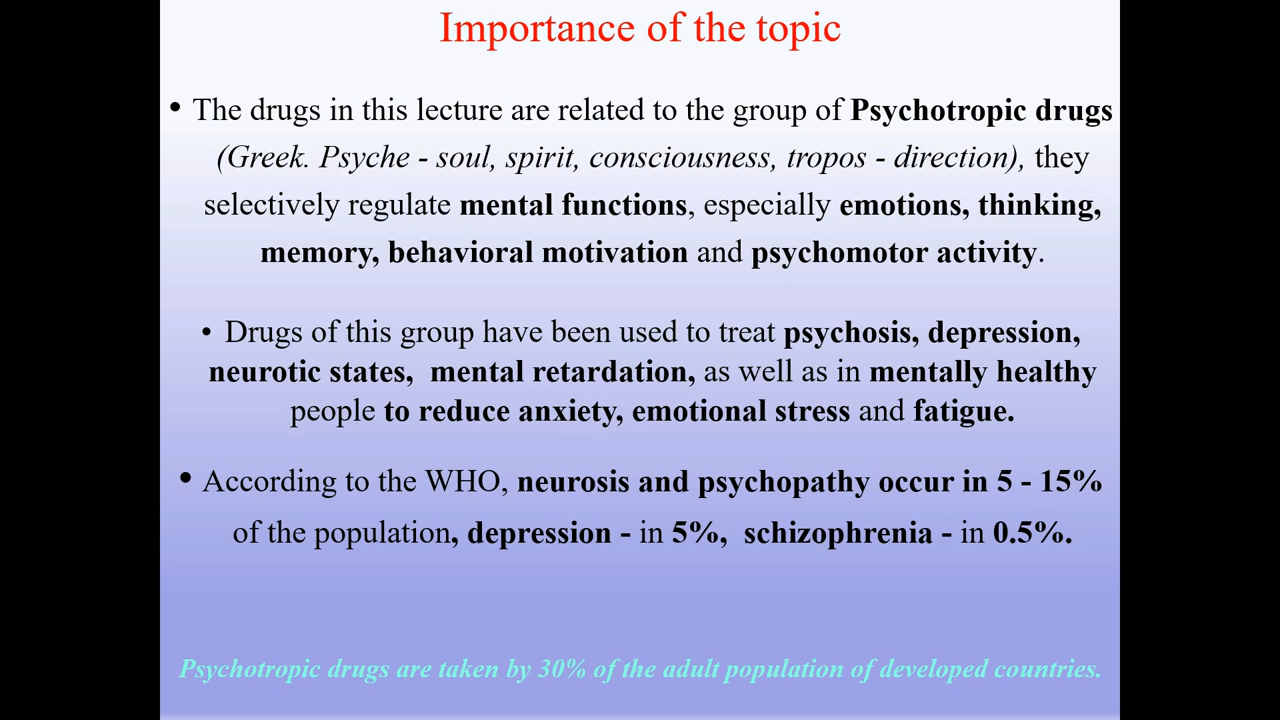 Importance of the topic
• The drugs in this lecture are related to the group of Psychotropic drugs
(Greek. Psyche - soul, spirit, consciousness, tropos - direction), they
selectively regulate mental functions, especially emotions, thinking,
memory, behavioral motivation and psychomotor activity.
• Drugs of this group have been used to treat psychosis, depression,
neurotic states,  mental retardation, as well as in mentally healthy
people to reduce anxiety, emotional stress and fatigue.
• According to the WHO, neurosis and psychopathy occur in 5 - 15%
of the population, depression - in 5%,  schizophrenia - in 0.5%.
Psychotropic drugs are taken by 30% of the adult population of developed countries.